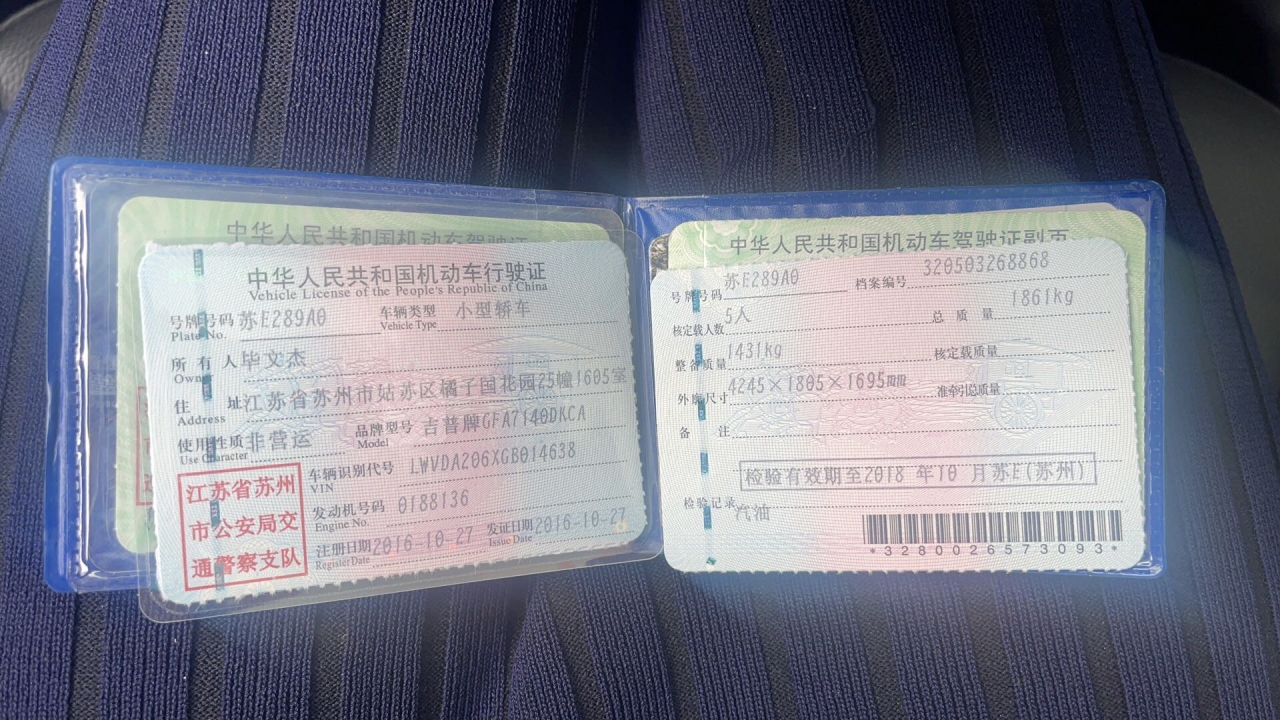 中华人民共和国机动车驾驶证
中华人民共和国机动车行驶证
Vehicle License of the People's Republic of China
号牌号码 苏E289A0 车辆类型 小型轿车
Plate No. Vehicle Type
所有人 毕文杰
Owner
住址 江苏省苏州市姑苏区橘子国花园25幢1605室
Address
使用性质 非营运 品牌型号 吉普牌GFA7140DKCA
Use Character Model
江苏省苏州
市公安局交
通警察支队
车辆识别代号 LWVDA206XGB014638
VIN
发动机号码 0188136
Engine No.
注册日期 2016-10-27 发证日期 2016-10-27
Register Date Issue Date
中华人民共和国机动车驾驶证副页
号牌号码 苏E289A0 档案编号 320503268868
核定载人数 5人 总质量 1861kg
整备质量 1431kg 核定载质量
外廓尺寸 4245×1805×1695 准牵引总质量
备注
检验有效期至2018年10月苏E(苏州)
检验记录
汽油
*3280026573093*